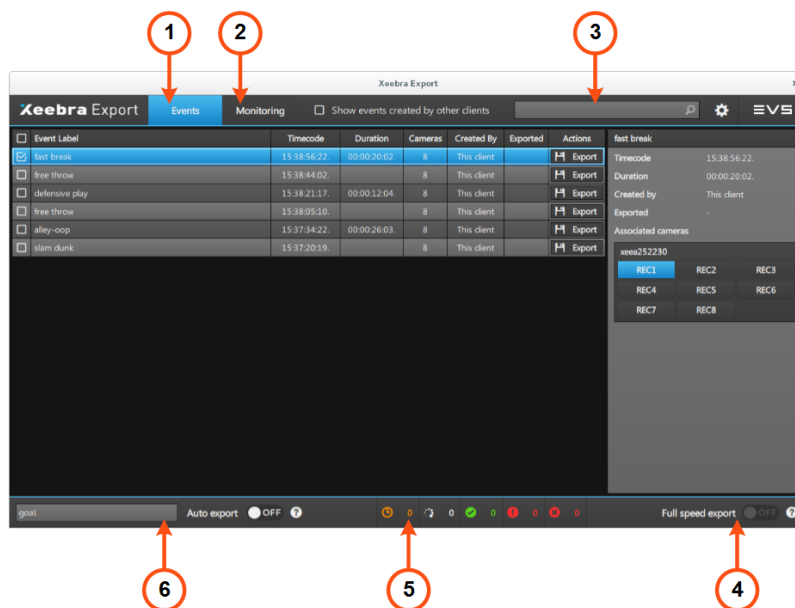 1 2 3
Xeebra Export
Xeebra Export Events Monitoring Show events created by other clients EVS
Event Label Timecode Duration Cameras Created By Exported Actions fast break
fast break 15:38:56:22. 00:00:20:02. 8 This client Export Timecode 15:38:56:22.
free throw 15:38:44:02. 8 This client Export Duration 00:00:20:02.
defensive play 15:38:21:17. 00:00:12:04. 8 This client Export Created by This client
free throw 15:38:05:10. 8 This client Export Exported -
alley-oop 15:37:34:22. 00:00:26:03. 8 This client Export Associated cameras
slam dunk 15:37:20:19. 8 This client Export xeea252230
REC1 REC2 REC3
REC4 REC5 REC6
REC7 REC8
goal Auto export OFF ? 0 0 0 0 0 Full speed export OFF ?
6 5 4